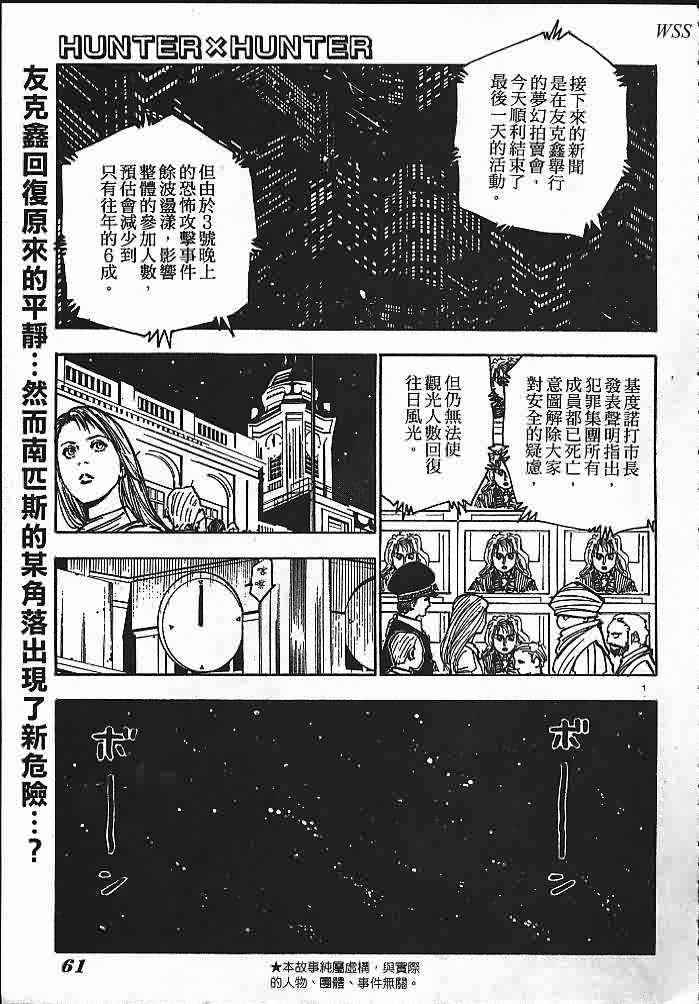 WSS
HUNTER×HUNTER
友克鑫回復原來的平靜…然而南匹斯的某角落出現了新危險…?
接下來的新聞
是在友克鑫舉行
的夢幻拍賣會，
今天順利結束了
最後一天的活動。
但由於3號晚上
的恐怖攻擊事件
餘波盪漾，影響
整體的參加人數，
預估會減少到
只有往年的6成。
基度諾打市長
發表聲明指出，
犯罪集團所有
成員都已死亡，
意圖解除大家
對安全的疑慮，
但仍無法使
觀光人數回復
往日風光。
1
ボーン
ボーン
61
★本故事純屬虛構，與實際
的人物、團體、事件無關。